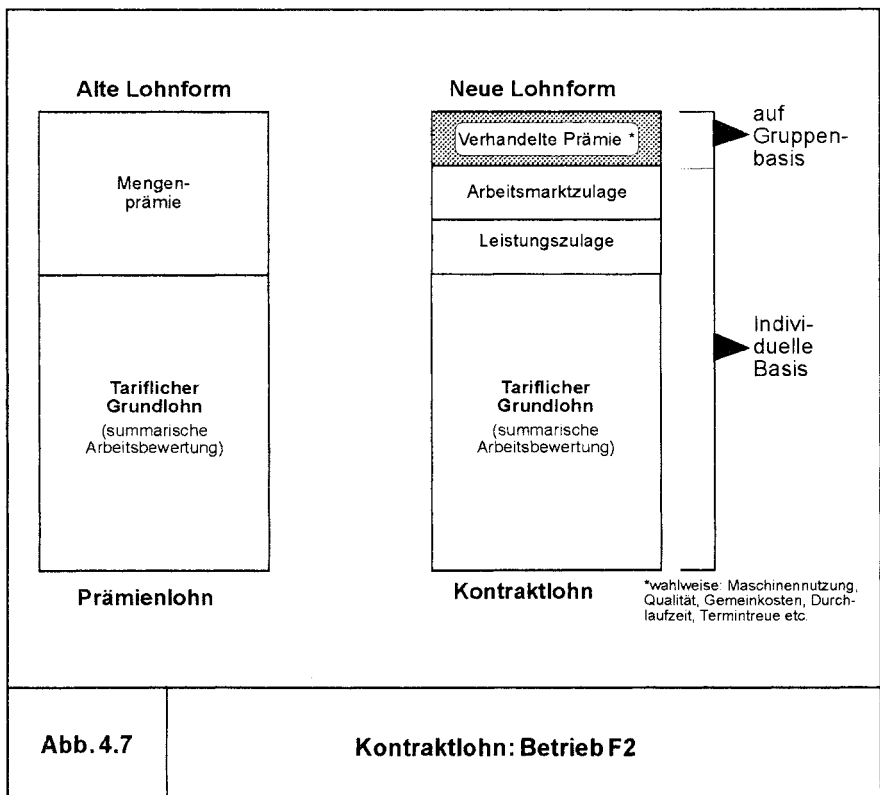 Alte Lohnform
Mengen-
prämie
Tariflicher
Grundlohn
(summarische
Arbeitsbewertung)
Prämienlohn
Neue Lohnform
Verhandelte Prämie *
Arbeitsmarktzulage
Leistungszulage
Tariflicher
Grundlohn
(summarische
Arbeitsbewertung)
Kontraktlohn
auf
Gruppen-
basis
Indivi-
duelle
Basis
*wahlweise: Maschinennutzung,
Qualität, Gemeinkosten, Durch-
laufzeit, Termintreue etc.
Abb. 4.7
Kontraktlohn: Betrieb F2